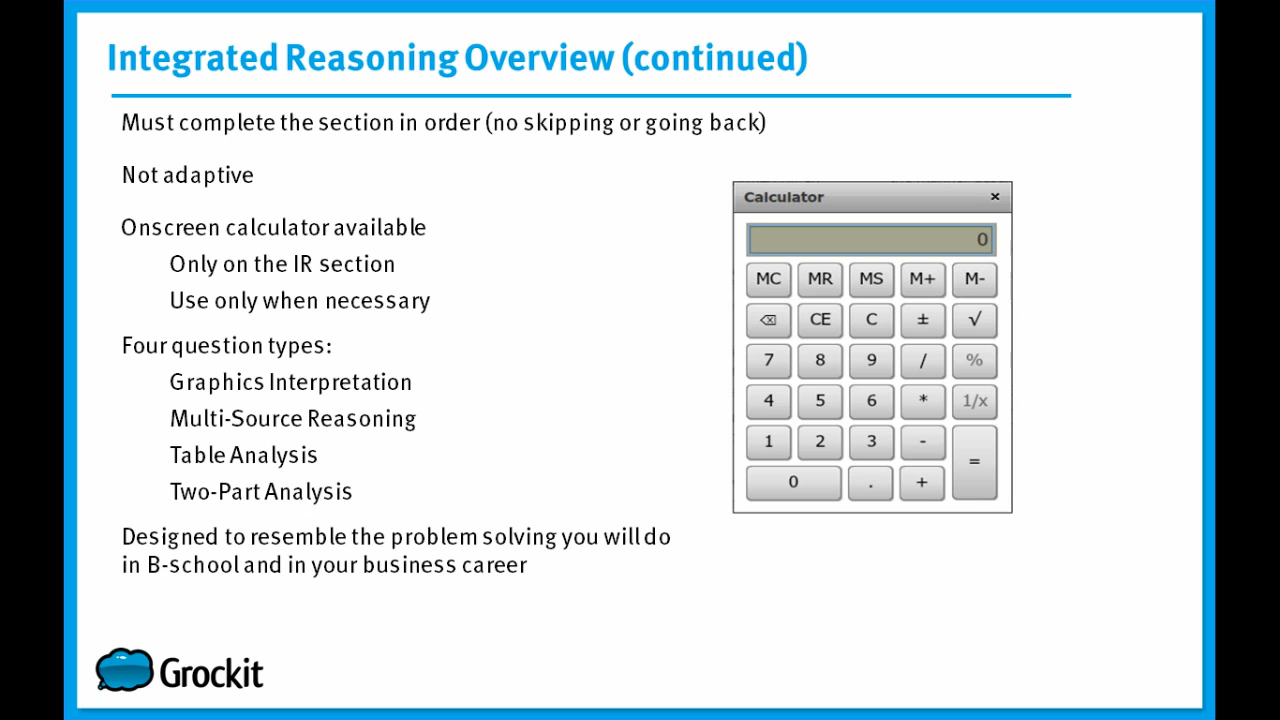 Integrated Reasoning Overview (continued)
Must complete the section in order (no skipping or going back)
Not adaptive
Onscreen calculator available
Only on the IR section
Use only when necessary
Four question types:
Graphics Interpretation
Multi-Source Reasoning
Table Analysis
Two-Part Analysis
Designed to resemble the problem solving you will do
in B-school and in your business career
Calculator ×
0
MC MR MS M+ M-
⌫ CE C ± √
7 8 9 / %
4 5 6 * 1/x
1 2 3 - =
0 . +
Grockit